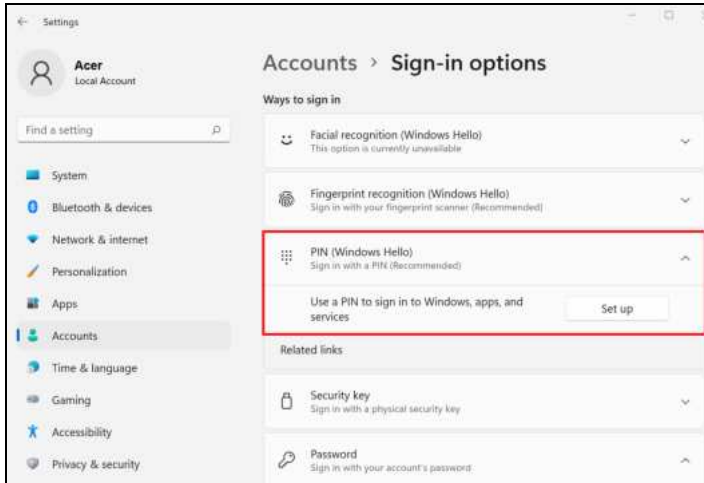 Settings
Acer
Local Account
Find a setting
System
Bluetooth & devices
Network & internet
Personalization
Apps
Accounts
Time & language
Gaming
Accessibility
Privacy & security
Accounts > Sign-in options
Ways to sign in
Facial recognition (Windows Hello)
This option is currently unavailable
Fingerprint recognition (Windows Hello)
Sign in with your fingerprint scanner (Recommended)
PIN (Windows Hello)
Sign in with a PIN (Recommended)
Use a PIN to sign in to Windows, apps, and
services
Set up
Related links
Security key
Sign in with a physical security key
Password
Sign in with your account's password